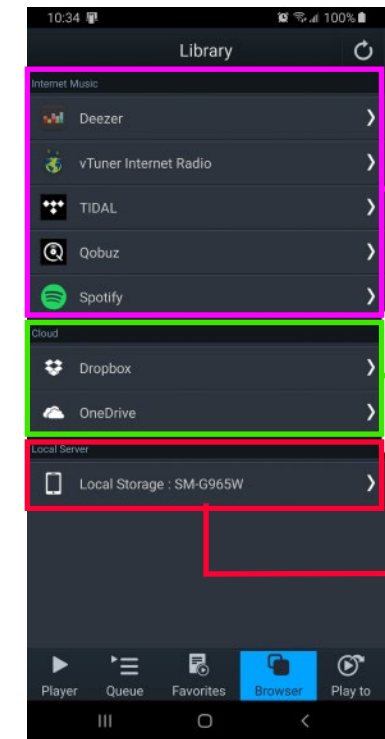 10:34 100%
Library
Internet Music
Deezer
vTuner Internet Radio
TIDAL
Qobuz
Spotify
Cloud
Dropbox
OneDrive
Local Server
Local Storage : SM-G965W
Player Queue Favorites Browser Play to